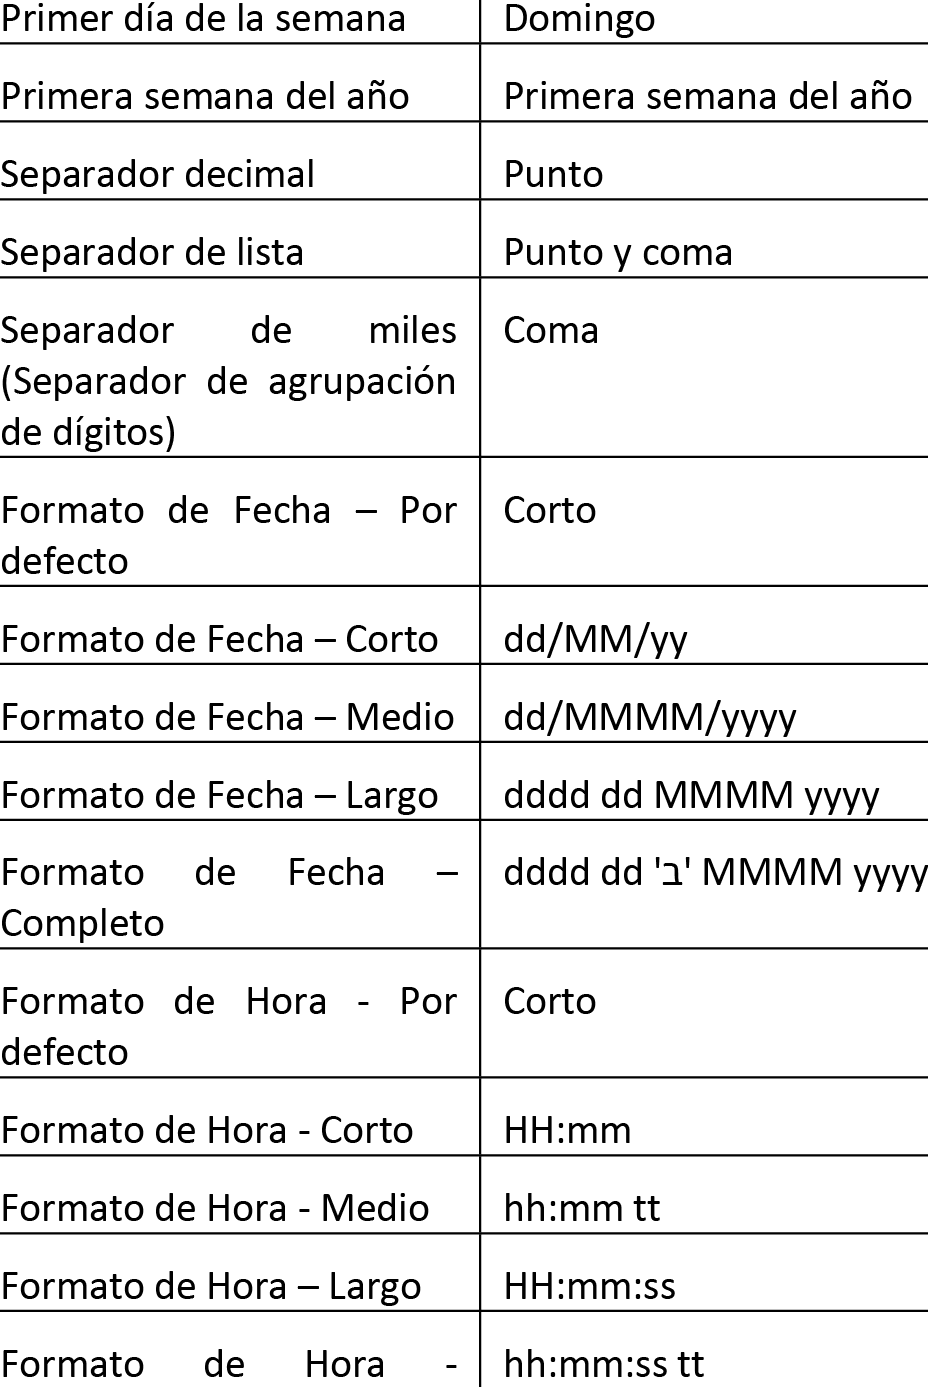 Primer día de la semana Domingo
Primera semana del año Primera semana del año
Separador decimal Punto
Separador de lista Punto y coma
Separador de miles Coma
(Separador de agrupación
de dígitos)
Formato de Fecha – Por Corto
defecto
Formato de Fecha – Corto dd/MM/yy
Formato de Fecha – Medio dd/MMMM/yyyy
Formato de Fecha – Largo dddd dd MMMM yyyy
Formato de Fecha – dddd dd 'ב' MMMM yyyy
Completo
Formato de Hora - Por Corto
defecto
Formato de Hora - Corto HH:mm
Formato de Hora - Medio hh:mm tt
Formato de Hora – Largo HH:mm:ss
Formato de Hora - hh:mm:ss tt